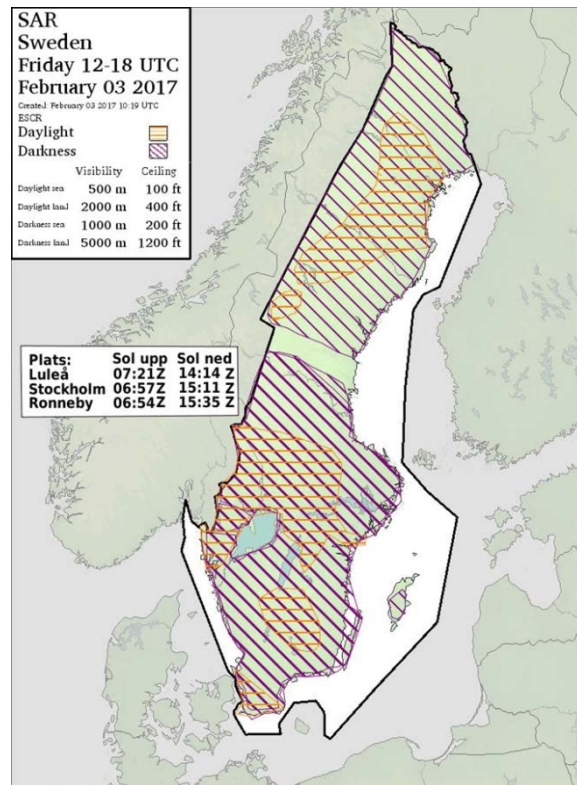 SAR
Sweden
Friday 12-18 UTC
February 03 2017
Created: February 03 2017 10:19 UTC
ESCR
Daylight
Darkness
Visibility Ceiling
Daylight sea 500 m 100 ft
Daylight land 2000 m 400 ft
Darkness sea 1000 m 200 ft
Darkness land 5000 m 1200 ft
Plats: Sol upp Sol ned
Luleå 07:21Z 14:14 Z
Stockholm 06:57Z 15:11 Z
Ronneby 06:54Z 15:35 Z